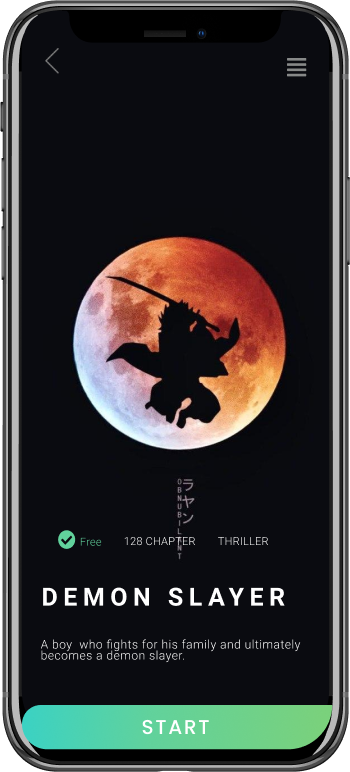 ラヤン
OBNUBILANT
Free
128 CHAPTER
THRILLER
DEMON SLAYER
A boy who fights for his family and ultimately
becomes a demon slayer.
START